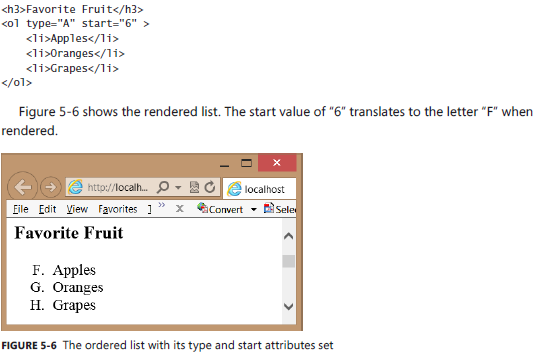 <h3>Favorite Fruit</h3>
<ol type="A" start="6" >
    <li>Apples</li>
    <li>Oranges</li>
    <li>Grapes</li>
</ol>
Figure 5-6 shows the rendered list. The start value of “6” translates to the letter “F” when
rendered.
http://localh...
localhost
File Edit View Favorites ] » x Convert Selec
Favorite Fruit
F. Apples
G. Oranges
H. Grapes
FIGURE 5-6 The ordered list with its type and start attributes set